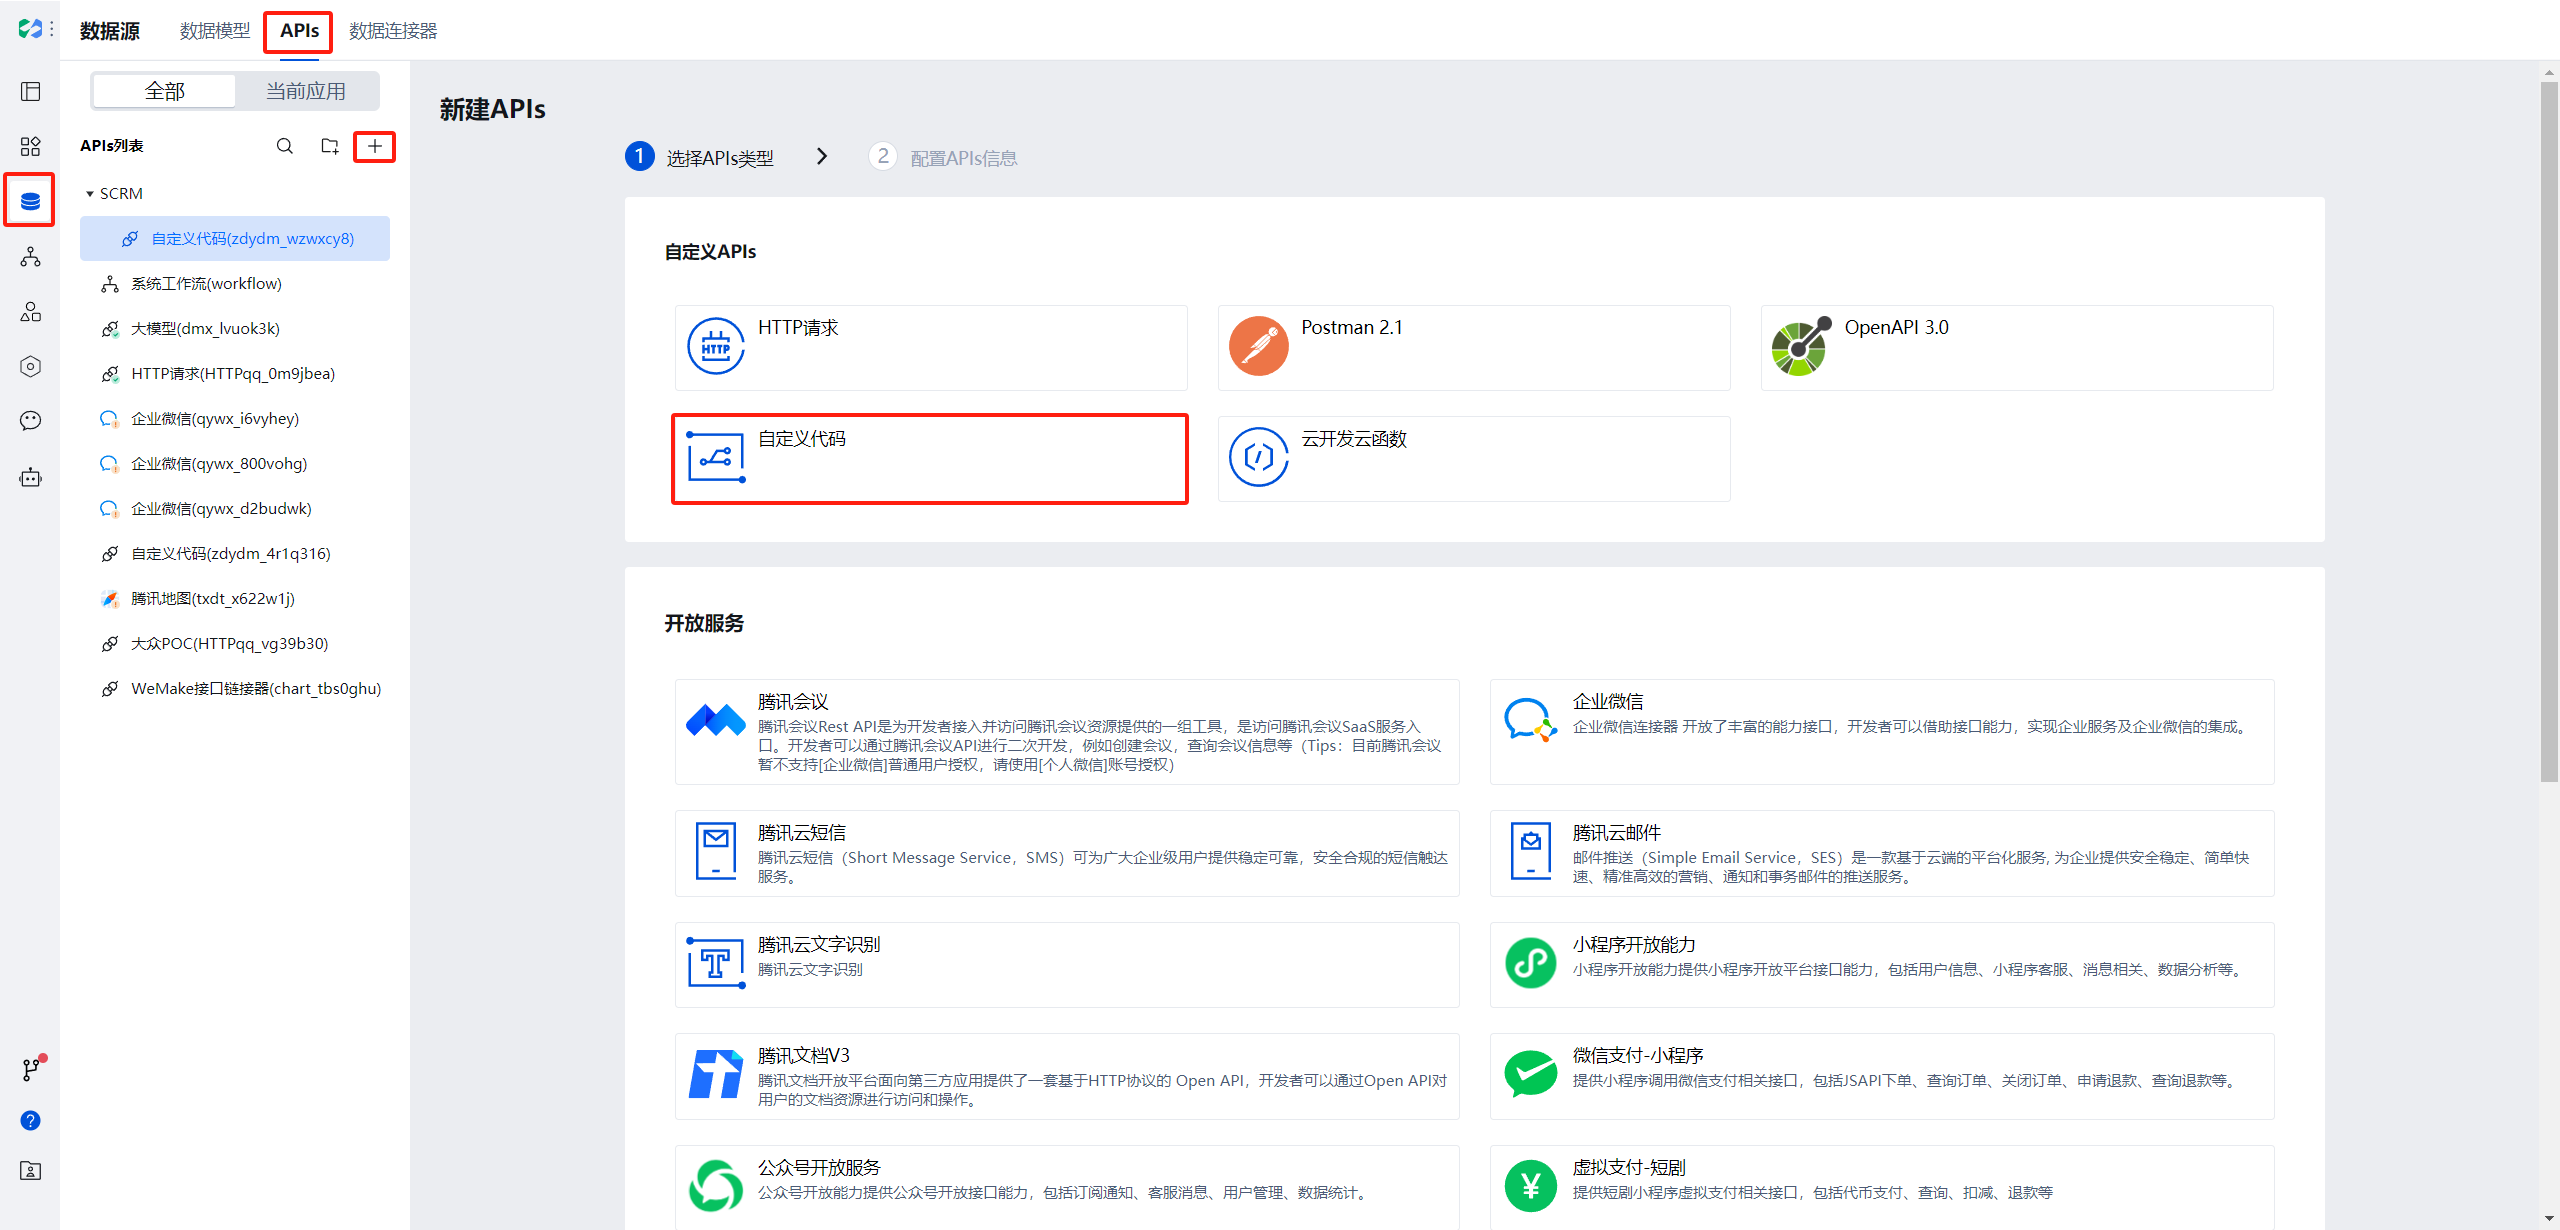 数据源
数据模型
APIs
数据连接器
全部
当前应用
APIs列表
SCRM
自定义代码(zdydm_wzwxcy8)
系统工作流(workflow)
大模型(dmx_lvuok3k)
HTTP请求(HTTPqq_0m9jbea)
企业微信(qywx_i6vyhey)
企业微信(qywx_800vohg)
企业微信(qywx_d2budwk)
自定义代码(zdydm_4r1q316)
腾讯地图(txdt_x622w1j)
大众POC(HTTPqq_vg39b30)
WeMake接口链接器(chart_tbs0ghu)
新建APIs
1 选择APIs类型
2 配置APIs信息
自定义APIs
HTTP
HTTP请求
Postman 2.1
OpenAPI 3.0
自定义代码
云开发云函数
开放服务
腾讯会议
腾讯会议Rest API是为开发者接入并访问腾讯会议资源提供的一组工具，是访问腾讯会议SaaS服务入
口。开发者可以通过腾讯会议API进行二次开发，例如创建会议，查询会议信息等（Tips：目前腾讯会议
暂不支持[企业微信]普通用户授权，请使用[个人微信]账号授权）
企业微信
企业微信连接器 开放了丰富的能力接口，开发者可以借助接口能力，实现企业服务及企业微信的集成。
腾讯云短信
腾讯云短信（Short Message Service，SMS）可为广大企业级用户提供稳定可靠，安全合规的短信触达
服务。
腾讯云邮件
邮件推送（Simple Email Service，SES）是一款基于云端的平台化服务, 为企业提供安全稳定、简单快
速、精准高效的营销、通知和事务邮件的推送服务。
腾讯云文字识别
腾讯云文字识别
小程序开放能力
小程序开放能力提供小程序开放平台接口能力，包括用户信息、小程序客服、消息相关、数据分析等。
腾讯文档V3
腾讯文档开放平台面向第三方应用提供了一套基于HTTP协议的 Open API，开发者可以通过Open API对
用户的文档资源进行访问和操作。
微信支付-小程序
提供小程序调用微信支付相关接口，包括JSAPI下单、查询订单、关闭订单、申请退款、查询退款等。
公众号开放服务
公众号开放能力提供公众号开放接口能力，包括订阅通知、客服消息、用户管理、数据统计。
虚拟支付-短剧
提供短剧小程序虚拟支付相关接口，包括代币支付、查询、扣减、退款等